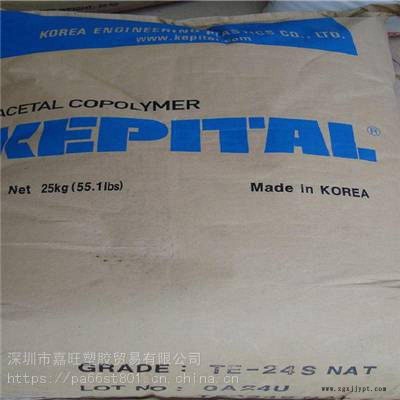 KOREA ENGINEERING PLASTICS CO., LTD.
www.kepital.com
ACETAL COPOLYMER
KEPITAL®
Net 25kg (55.1lbs)
Made in KOREA
GRADE : TE-24S NAT
LOT NO : 0A24U
深圳市嘉旺塑胶贸易有限公司
https://pa66st801.cn.china.cn
www.zgsjjypt.com